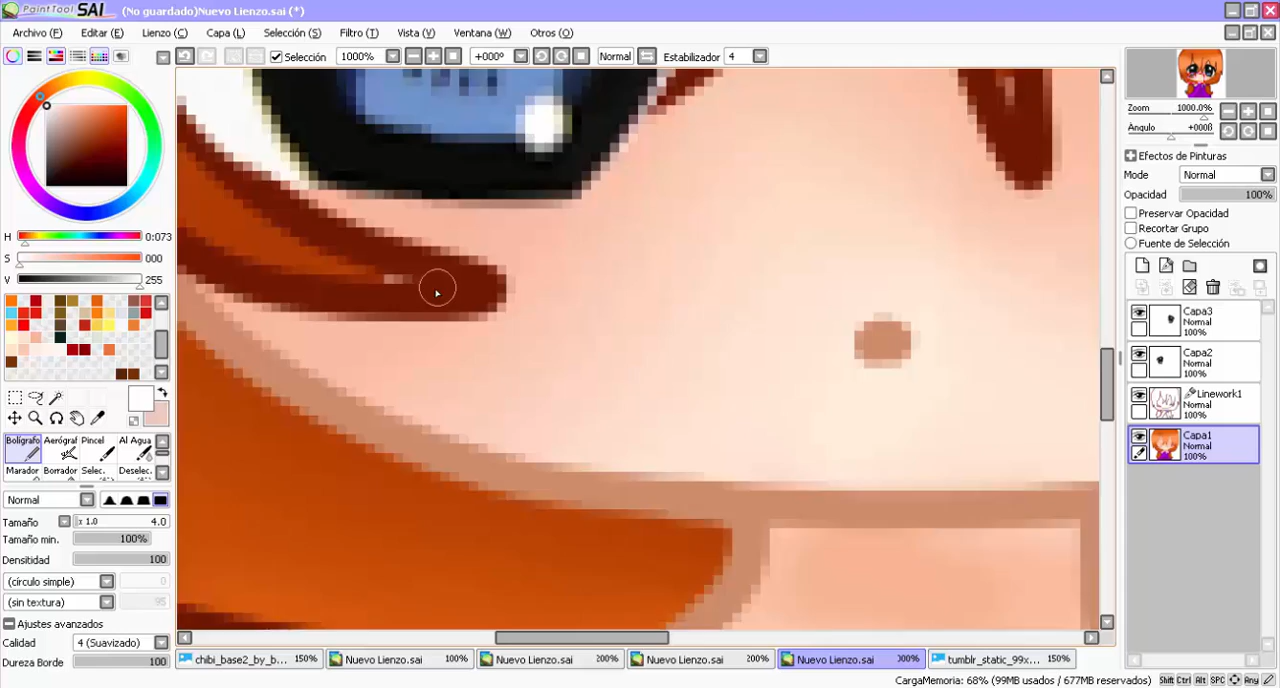 PaintTool SAI (No guardado)Nuevo Lienzo.sai (*)
Archivo (F) Editar (E) Lienzo (C) Capa (L) Selección (S) Filtro (T) Vista (V) Ventana (W) Otros (O)
Selección 1000% +000º Normal Estabilizador 4
Zoom 1000.0%
Ángulo +000ß
Efectos de Pinturas
Mode Normal
Opacidad 100%
Preservar Opacidad
Recortar Grupo
Fuente de Selección
H 0:073
S 000
V 255
Capa3
Normal
100%
Capa2
Normal
100%
Linework1
Normal
100%
Capa1
Normal
100%
Bolígrafo Aerógraf Pincel Al Agua
Marador Borrador Selec. Deselec.
Normal
Tamaño x 1.0 4.0
Tamaño min. 100%
Densitidad 100
(círculo simple) 0
(sin textura) 95
Ajustes avanzados
Calidad 4 (Suavizado)
Dureza Borde 100
chibi_base2_by_b... 150% Nuevo Lienzo.sai 100% Nuevo Lienzo.sai 200% Nuevo Lienzo.sai 200% Nuevo Lienzo.sai 300% tumblr_static_99x... 150%
CargaMemoria: 68% (99MB usados / 677MB reservados) Shift Ctrl Alt SPC Any